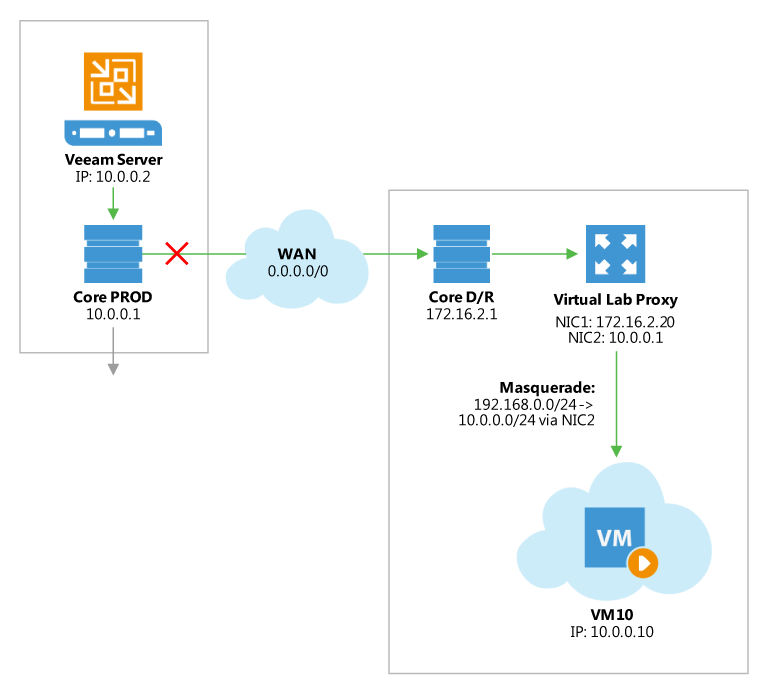 Veeam Server
IP: 10.0.0.2
Core PROD
10.0.0.1
WAN
0.0.0.0/0
Core D/R
172.16.2.1
Virtual Lab Proxy
NIC1: 172.16.2.20
NIC2: 10.0.0.1
Masquerade:
192.168.0.0/24 ->
10.0.0.0/24 via NIC2
VM
VM10
IP: 10.0.0.10